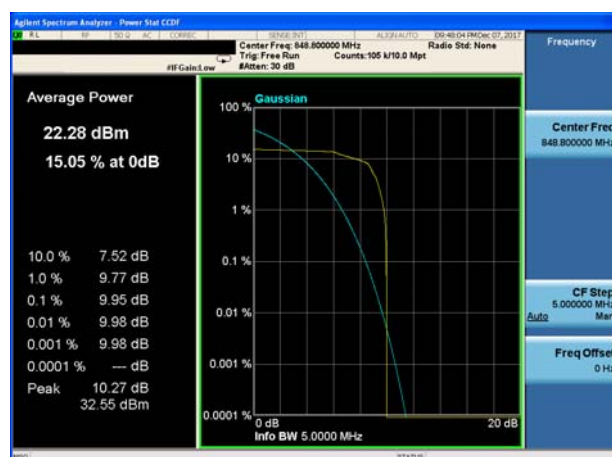 Agilent Spectrum Analyzer - Power Stat CCDF
RL RF 50 Ω AC CORREC SENSE:INT ALIGN AUTO 09:48:04 PM Dec 07, 2017
Center Freq: 848.800000 MHz Radio Std: None
Trig: Free Run Counts:105 k/10.0 Mpt
#IFGain:Low #Atten: 30 dB
Frequency
Average Power
22.28 dBm
15.05 % at 0dB
10.0 % 7.52 dB
1.0 % 9.77 dB
0.1 % 9.95 dB
0.01 % 9.98 dB
0.001 % 9.98 dB
0.0001 % --- dB
Peak 10.27 dB
32.55 dBm
Gaussian
100 %
10 %
1 %
0.1 %
0.01 %
0.001 %
0.0001 %
0 dB 20 dB
Info BW 5.0000 MHz
Center Freq
848.800000 MHz
CF Step
5.000000 MHz
Auto Man
Freq Offset
0 Hz